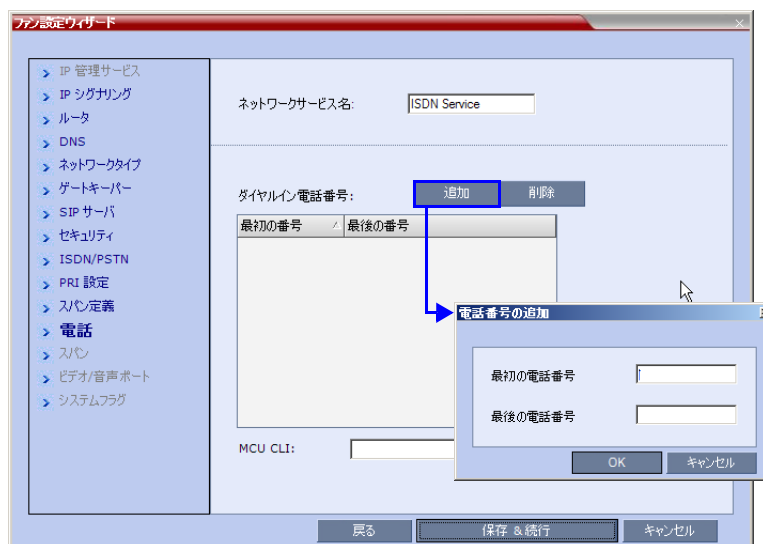 ファン設定ウィザード
IP 管理サービス
IP シグナリング
ルータ
DNS
ネットワークタイプ
ゲートキーパー
SIP サーバ
セキュリティ
ISDN/PSTN
PRI 設定
スパン定義
電話
スパン
ビデオ/音声ポート
システムフラグ
ネットワークサービス名:
ISDN Service
ダイヤルイン電話番号:
追加
削除
最初の番号
最後の番号
MCU CLI:
電話番号の追加
最初の電話番号
最後の電話番号
OK
キャンセル
戻る
保存 &続行
キャンセル